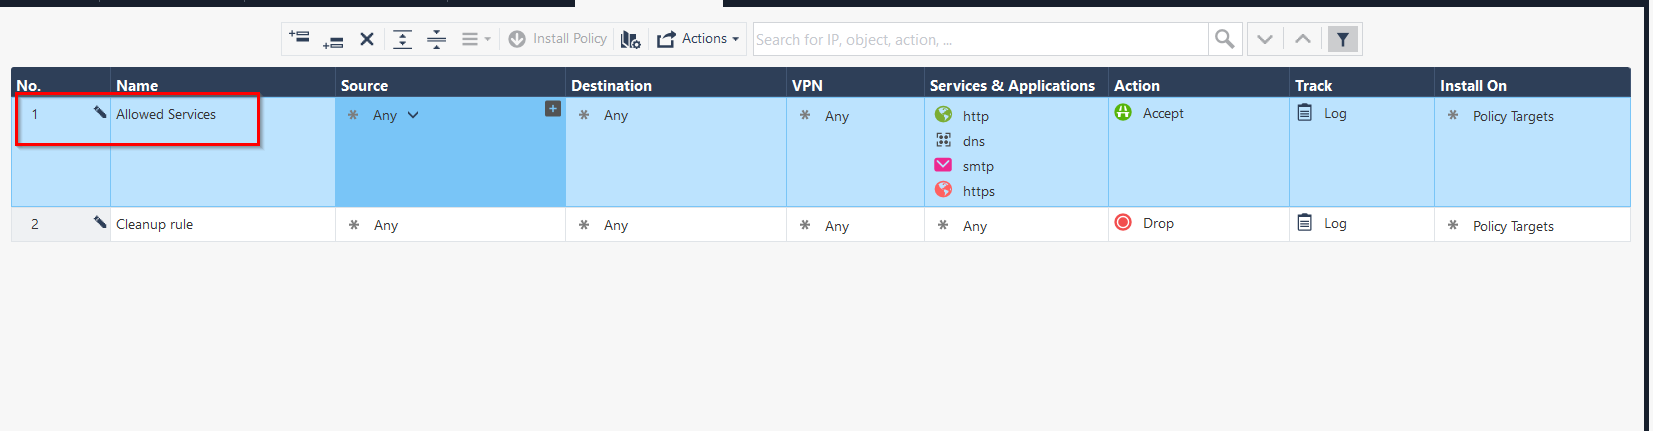 Install Policy Actions Search for IP, object, action, ...
No. Name Source Destination VPN Services & Applications Action Track Install On
1 Allowed Services Any Any Any http Accept Log Policy Targets
dns
smtp
https
2 Cleanup rule Any Any Any Any Drop Log Policy Targets